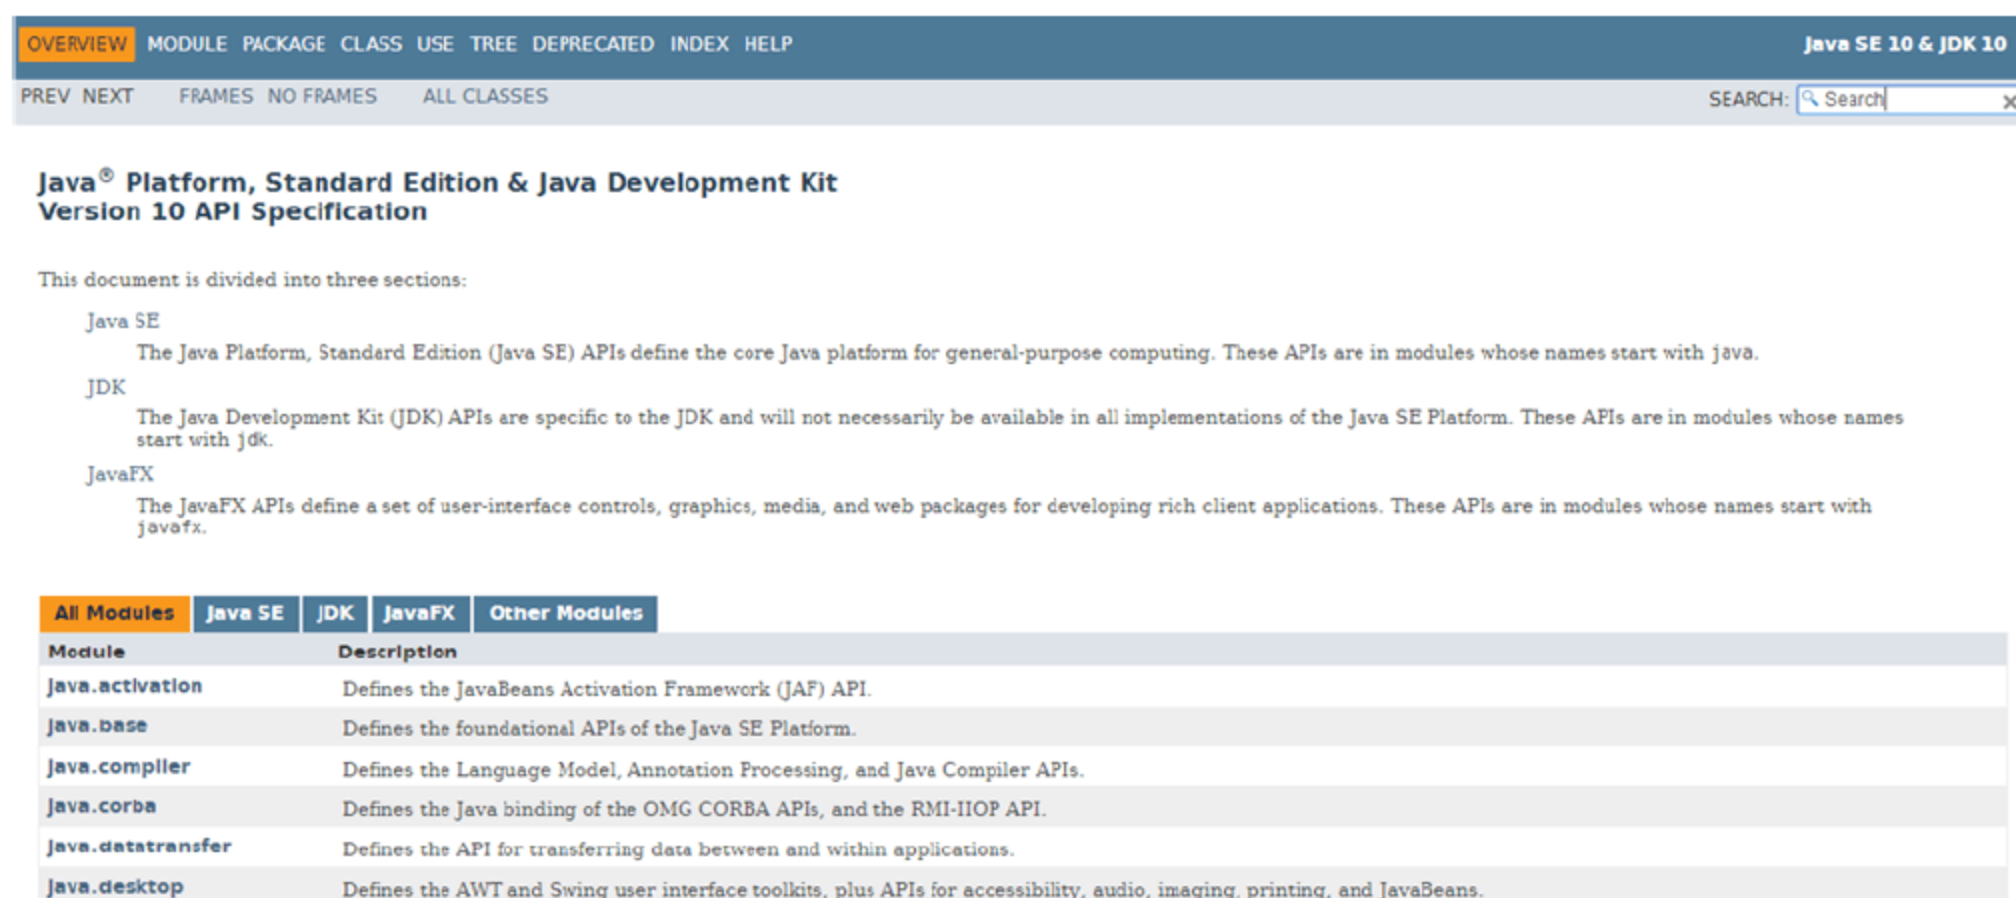 OVERVIEW MODULE PACKAGE CLASS USE TREE DEPRECATED INDEX HELP Java SE 10 & JDK 10
PREV NEXT FRAMES NO FRAMES ALL CLASSES SEARCH: Search
Java® Platform, Standard Edition & Java Development Kit
Version 10 API Specification
This document is divided into three sections:
Java SE
The Java Platform, Standard Edition (Java SE) APIs define the core Java platform for general-purpose computing. These APIs are in modules whose names start with java.
JDK
The Java Development Kit (JDK) APIs are specific to the JDK and will not necessarily be available in all implementations of the Java SE Platform. These APIs are in modules whose names
start with jdk.
JavaFX
The JavaFX APIs define a set of user-interface controls, graphics, media, and web packages for developing rich client applications. These APIs are in modules whose names start with
javafx.
All Modules Java SE JDK JavaFX Other Modules
Module Description
java.activation Defines the JavaBeans Activation Framework (JAF) API.
java.base Defines the foundational APIs of the Java SE Platform.
java.compiler Defines the Language Model, Annotation Processing, and Java Compiler APIs.
java.corba Defines the Java binding of the OMG CORBA APIs, and the RMI-IIOP API.
java.datatransfer Defines the API for transferring data between and within applications.
java.desktop Defines the AWT and Swing user interface toolkits, plus APIs for accessibility, audio, imaging, printing, and JavaBeans.